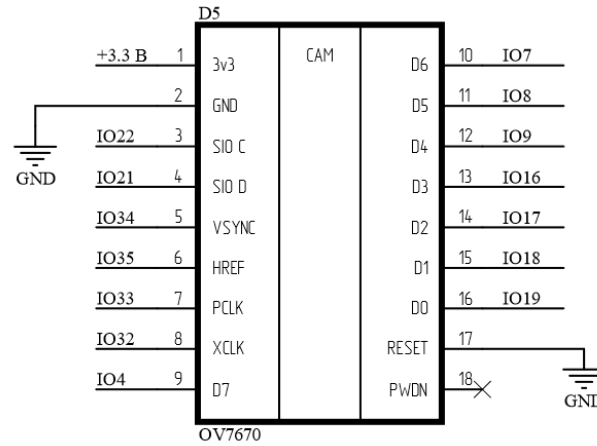 D5
+3.3 В 1 3v3 CAM D6 10 IO7
2 GND D5 11 IO8
IO22 3 SIO C D4 12 IO9
GND
IO21 4 SIO D D3 13 IO16
IO34 5 VSYNC D2 14 IO17
IO35 6 HREF D1 15 IO18
IO33 7 PCLK D0 16 IO19
IO32 8 XCLK RESET 17
IO4 9 D7 PWDN 18
GND
OV7670